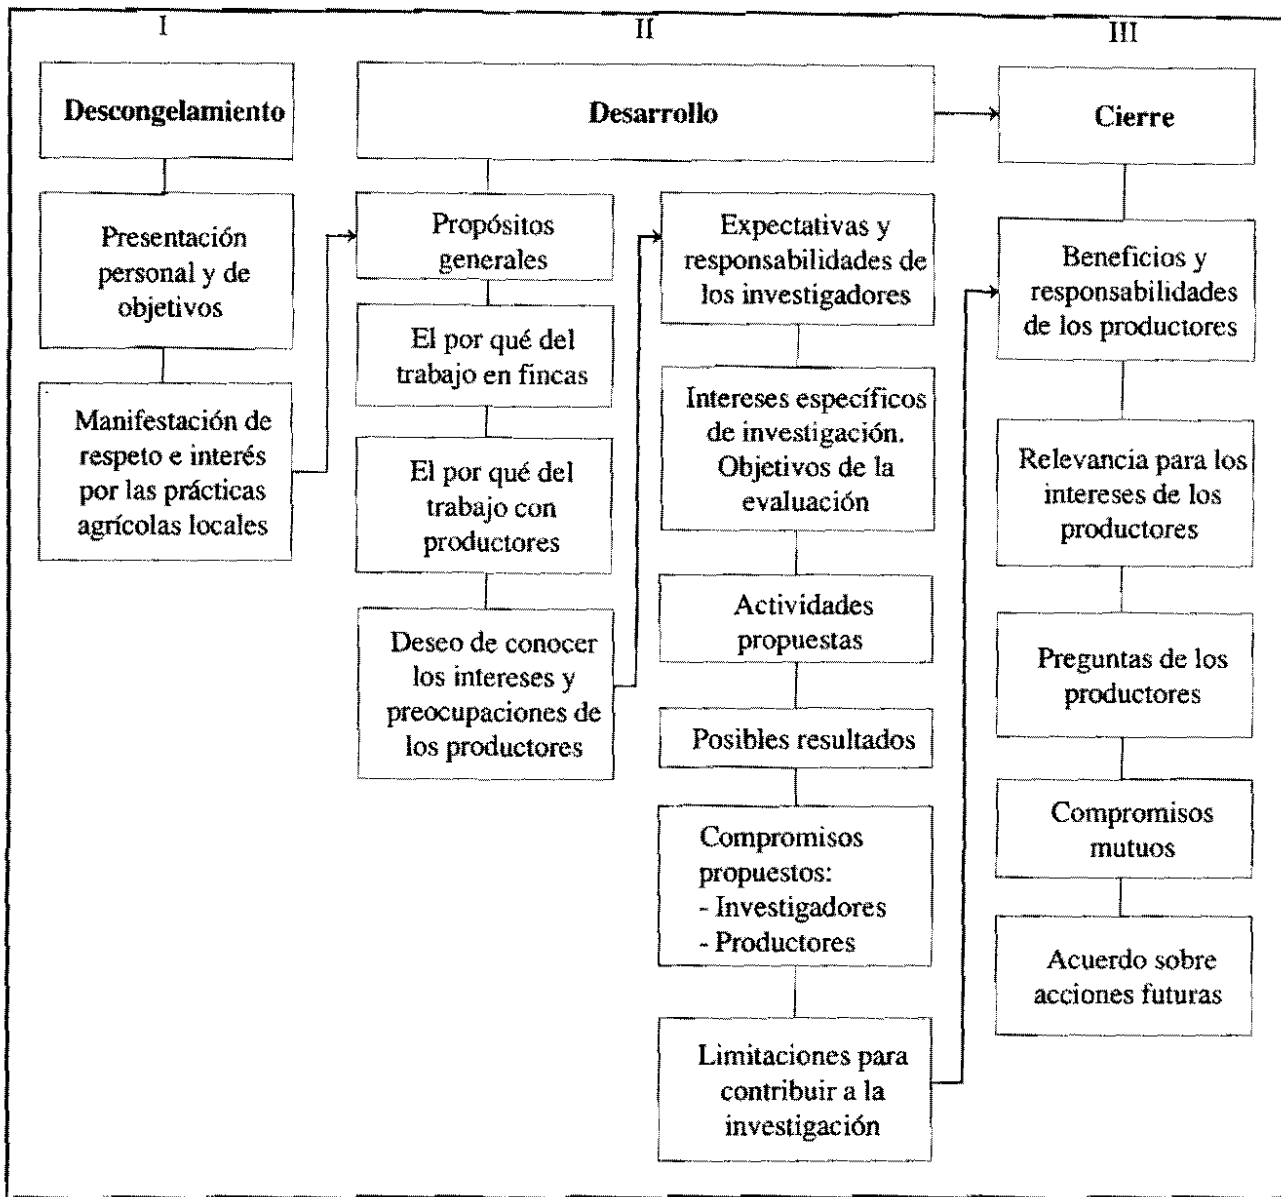 I
II
III
Descongelamiento
Desarrollo
Cierre
Presentación
personal y de
objetivos
Manifestación de
respeto e interés
por las prácticas
agrícolas locales
Propósitos
generales
El por qué del
trabajo en fincas
El por qué del
trabajo con
productores
Deseo de conocer
los intereses y
preocupaciones de
los productores
Expectativas y
responsabilidades de
los investigadores
Intereses específicos
de investigación.
Objetivos de la
evaluación
Actividades
propuestas
Posibles resultados
Compromisos
propuestos:
- Investigadores
- Productores
Limitaciones para
contribuir a la
investigación
Beneficios y
responsabilidades
de los productores
Relevancia para los
intereses de los
productores
Preguntas de los
productores
Compromisos
mutuos
Acuerdo sobre
acciones futuras